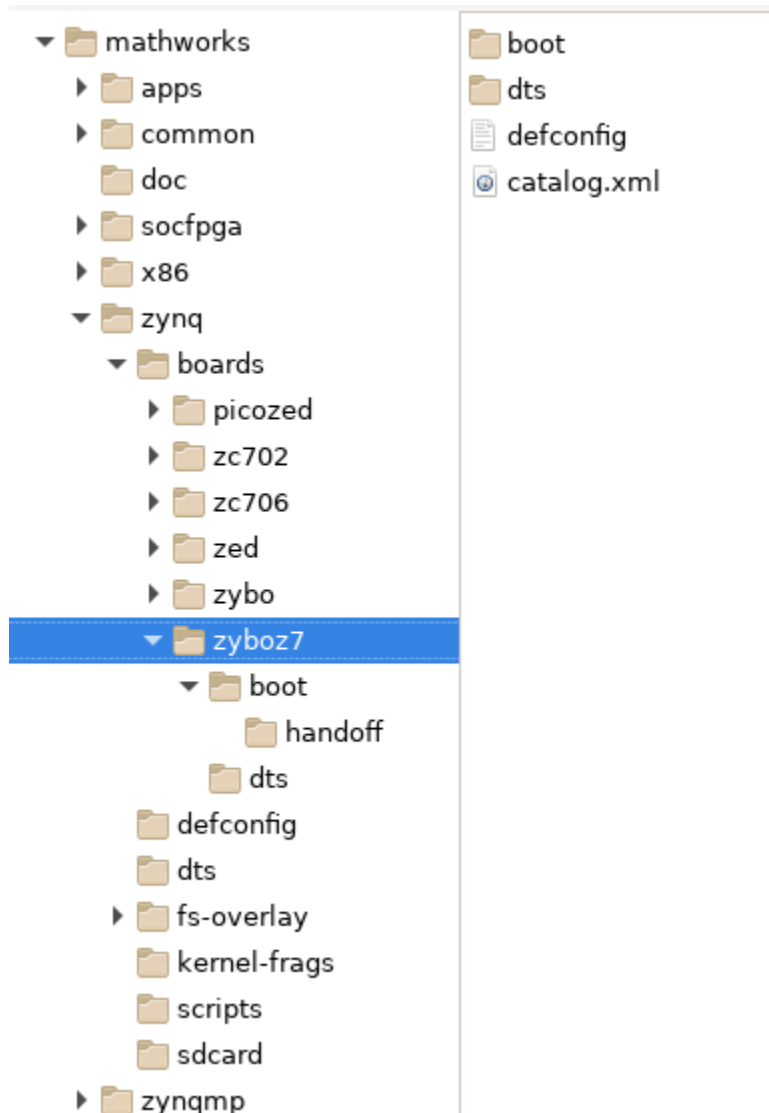 mathworks
apps
common
doc
socfpga
x86
zynq
boards
picozed
zc702
zc706
zed
zybo
zyboz7
boot
handoff
dts
defconfig
dts
fs-overlay
kernel-frags
scripts
sdcard
zynqmp
boot
dts
defconfig
catalog.xml